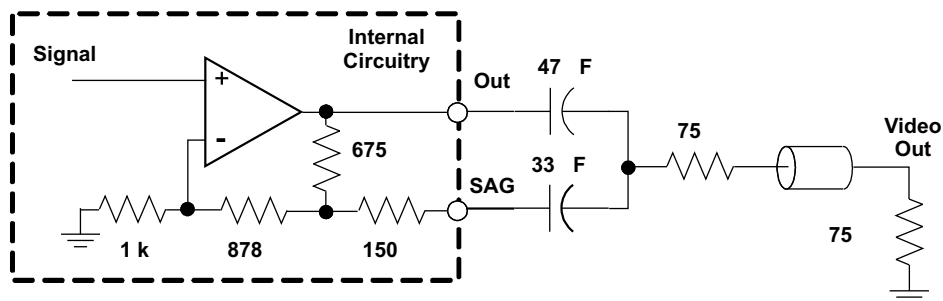 Internal
Circuitry
Signal
+
-
Out
47 F
675
33 F
SAG
75
Video
Out
1 k
878
150
75